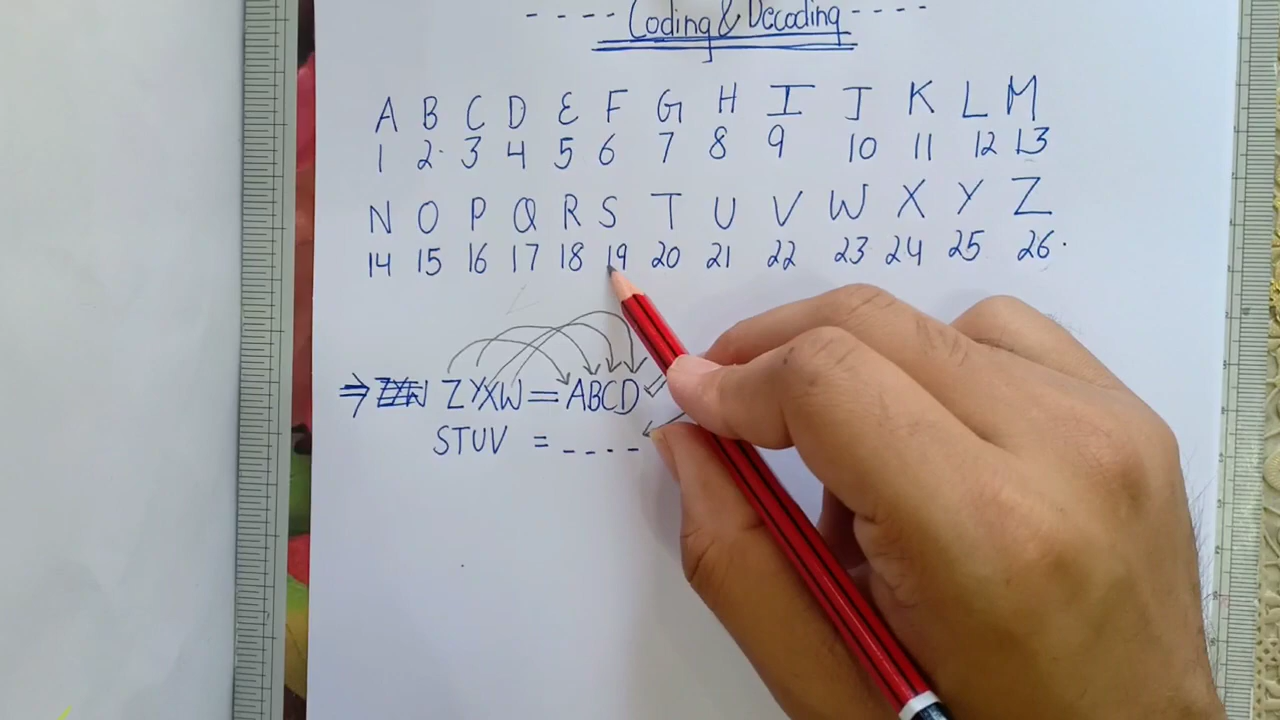 ---- Coding & Decoding ----
A B C D E F G H I J K L M
1 2 3 4 5 6 7 8 9 10 11 12 13
N O P Q R S T U V W X Y Z
14 15 16 17 18 19 20 21 22 23 24 25 26.
⇒ ZYXW = ABCD
STUV = _ _ _ _